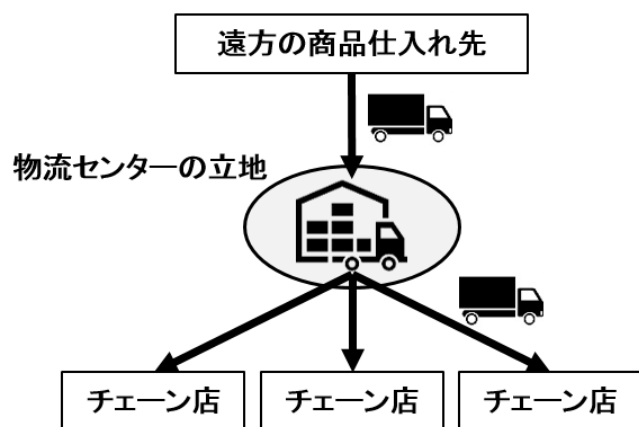 遠方の商品仕入れ先
物流センターの立地
チェーン店
チェーン店
チェーン店